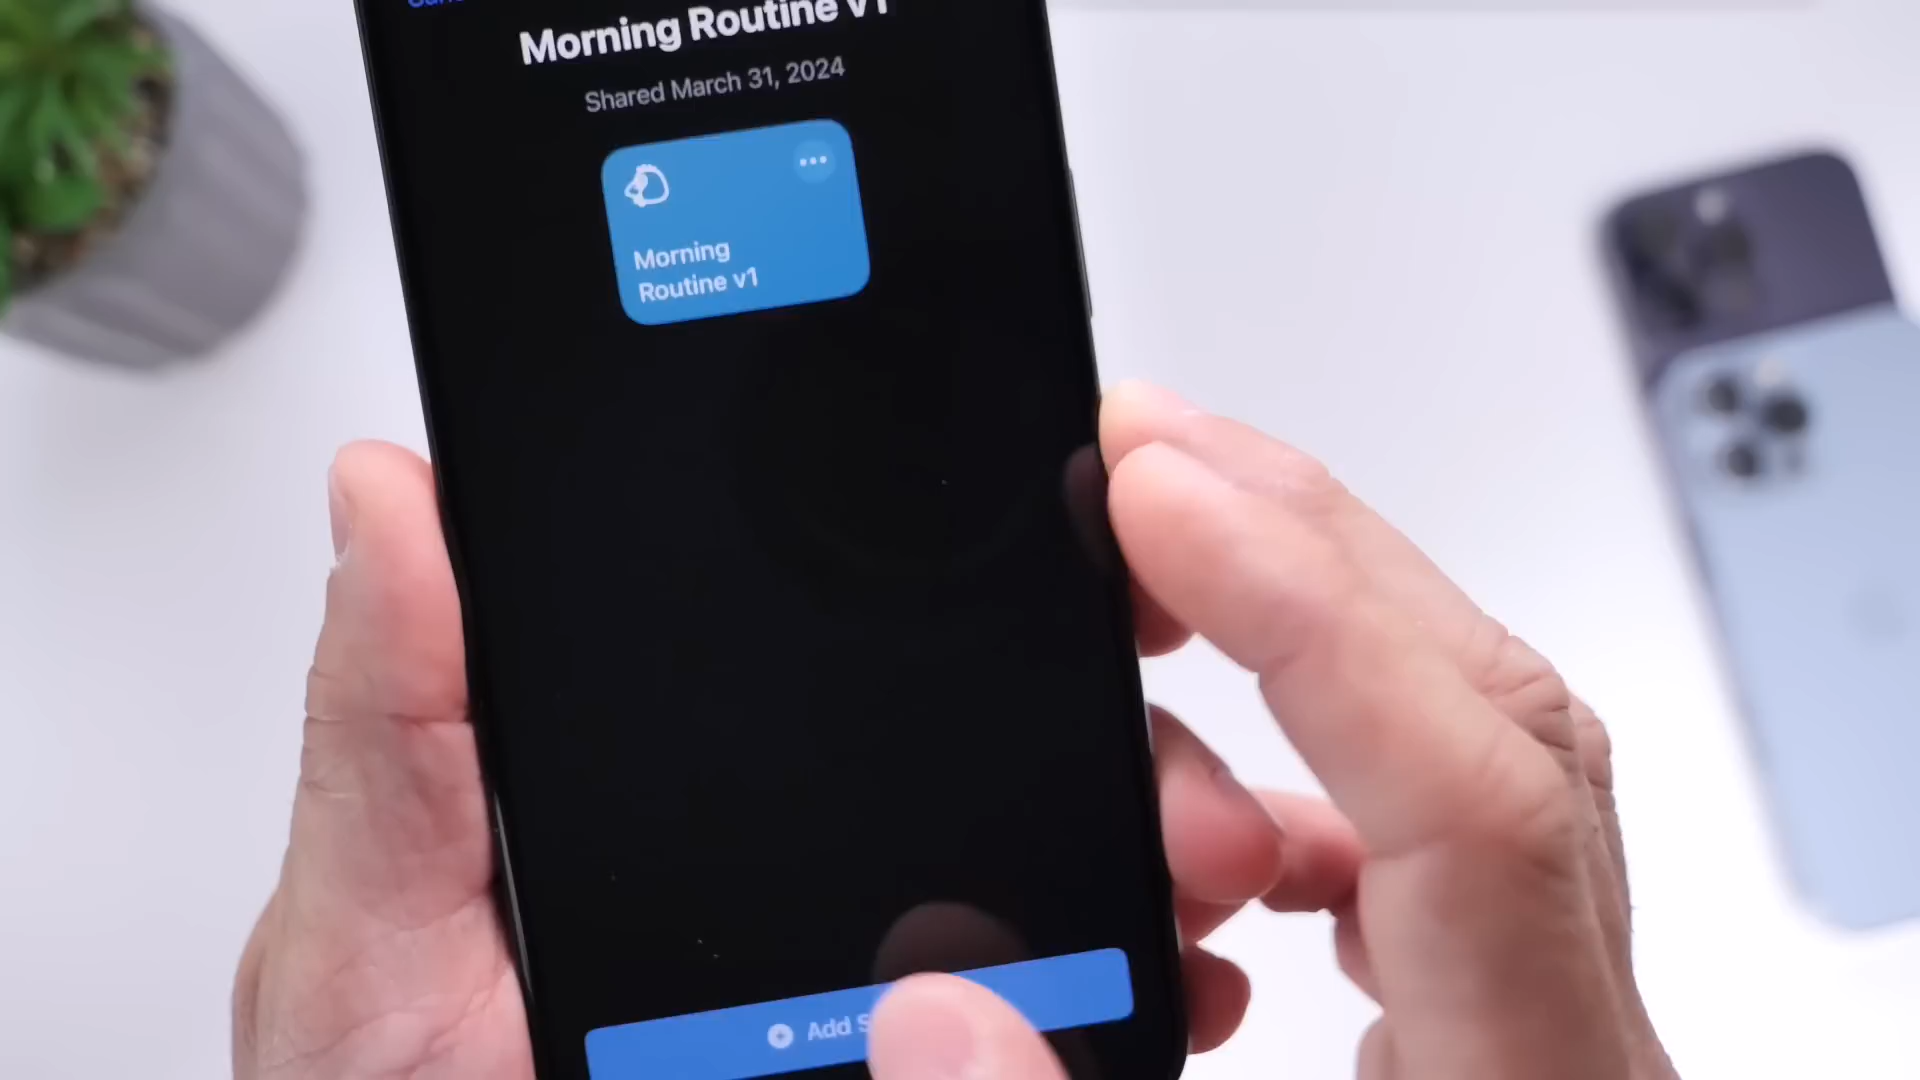 Morning Routine v1
Shared March 31, 2024
Morning
Routine v1
Add